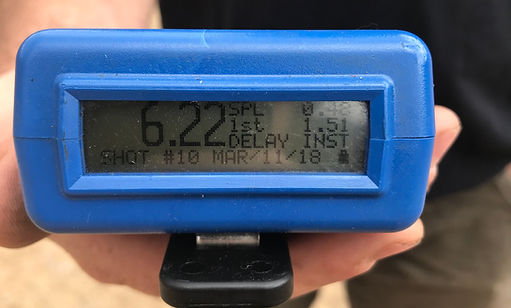 6.22 SPL
1st 1.51
DELAY INST
SHOT #10 MAR/11/18